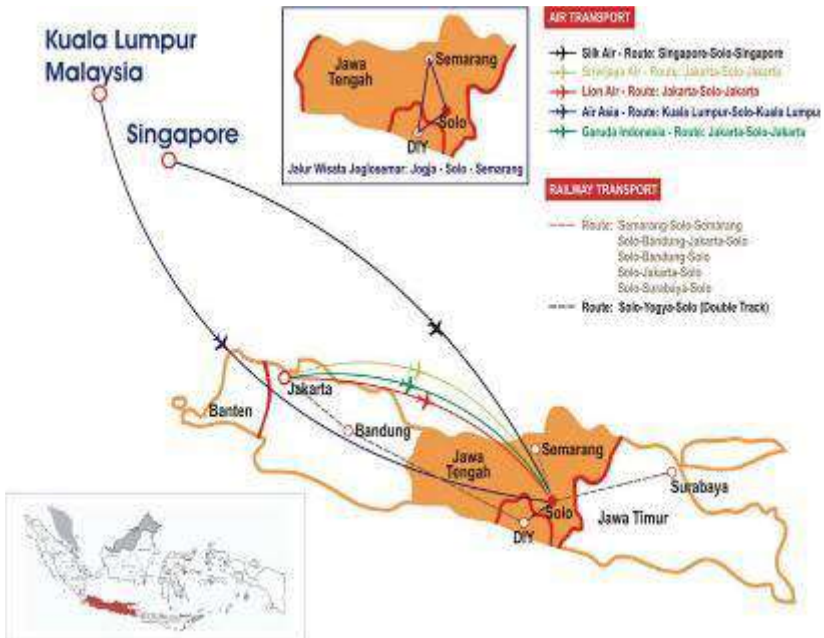 Kuala Lumpur
Malaysia
Singapore
Jawa
Tengah
Semarang
Solo
DIY
Jalur Wisata Joglosemar: Jogja - Solo - Semarang
AIR TRANSPORT
Silk Air - Route: Singapore-Solo-Singapore
Sriwijaya Air - Route: Jakarta-Solo-Jakarta
Lion Air - Route: Jakarta-Solo-Jakarta
Air Asia - Route: Kuala Lumpur-Solo-Kuala Lumpur
Garuda Indonesia - Route: Jakarta-Solo-Jakarta
RAILWAY TRANSPORT
Route: Semarang-Solo-Semarang
Solo-Bandung-Jakarta-Solo
Solo-Bandung-Solo
Solo-Jakarta-Solo
Solo-Surabaya-Solo
Route: Solo-Yogya-Solo (Double Track)
Jakarta
Banten
Bandung
Jawa
Tengah
Semarang
Surabaya
Solo
Jawa Timur
DIY